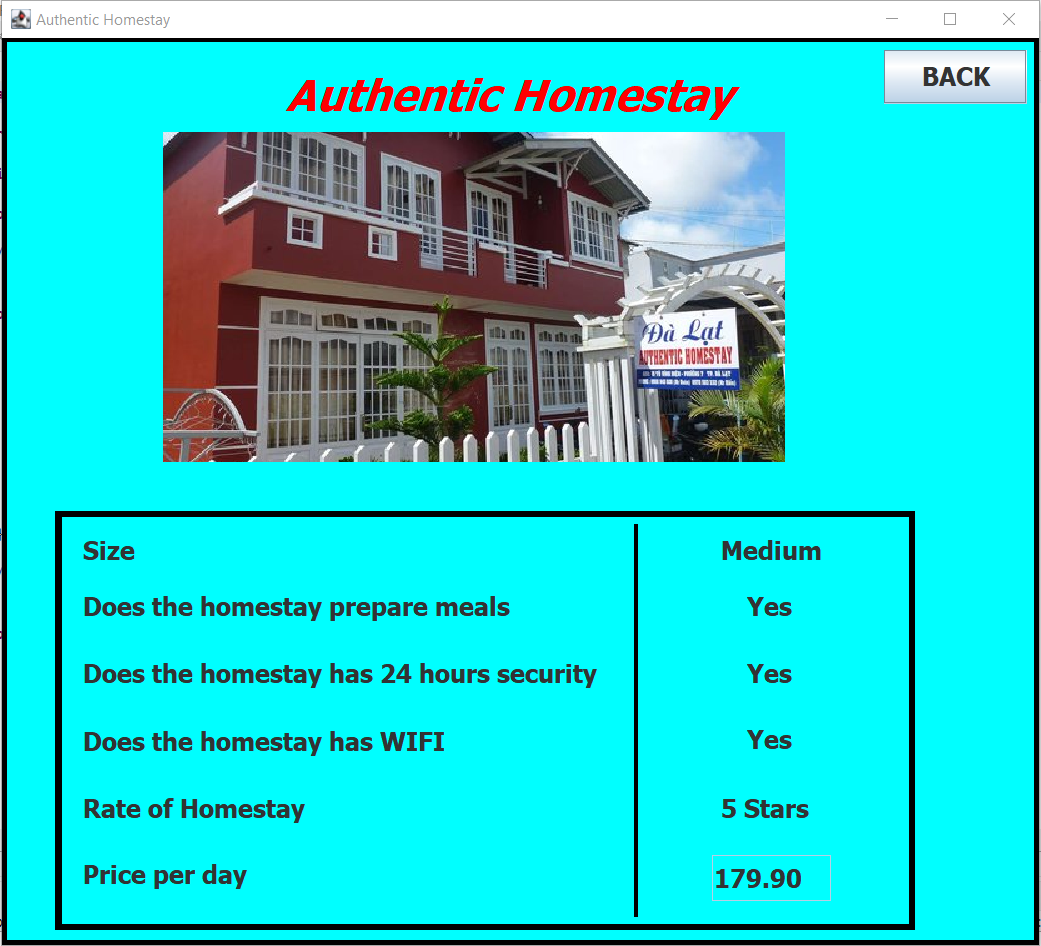 Authentic Homestay
BACK
Authentic Homestay
Đà Lạt
AUTHENTIC HOMESTAY
Size Medium
Does the homestay prepare meals Yes
Does the homestay has 24 hours security Yes
Does the homestay has WIFI Yes
Rate of Homestay 5 Stars
Price per day 179.90